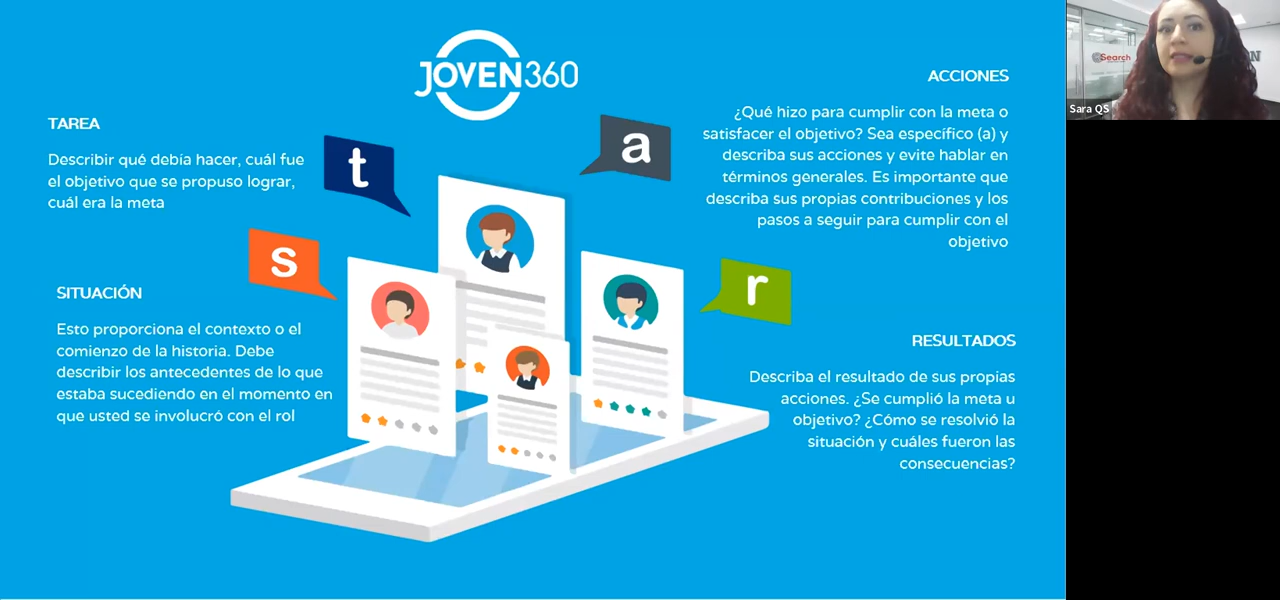 JOVEN360
TAREA
Describir qué debía hacer, cuál fue
el objetivo que se propuso lograr,
cuál era la meta
t
s
SITUACIÓN
Esto proporciona el contexto o el
comienzo de la historia. Debe
describir los antecedentes de lo que
estaba sucediendo en el momento en
que usted se involucró con el rol
a
ACCIONES
¿Qué hizo para cumplir con la meta o
satisfacer el objetivo? Sea específico (a) y
describa sus acciones y evite hablar en
términos generales. Es importante que
describa sus propias contribuciones y los
pasos a seguir para cumplir con el
objetivo
r
RESULTADOS
Describa el resultado de sus propias
acciones. ¿Se cumplió la meta u
objetivo? ¿Cómo se resolvió la
situación y cuáles fueron las
consecuencias?
Search
Sara QS